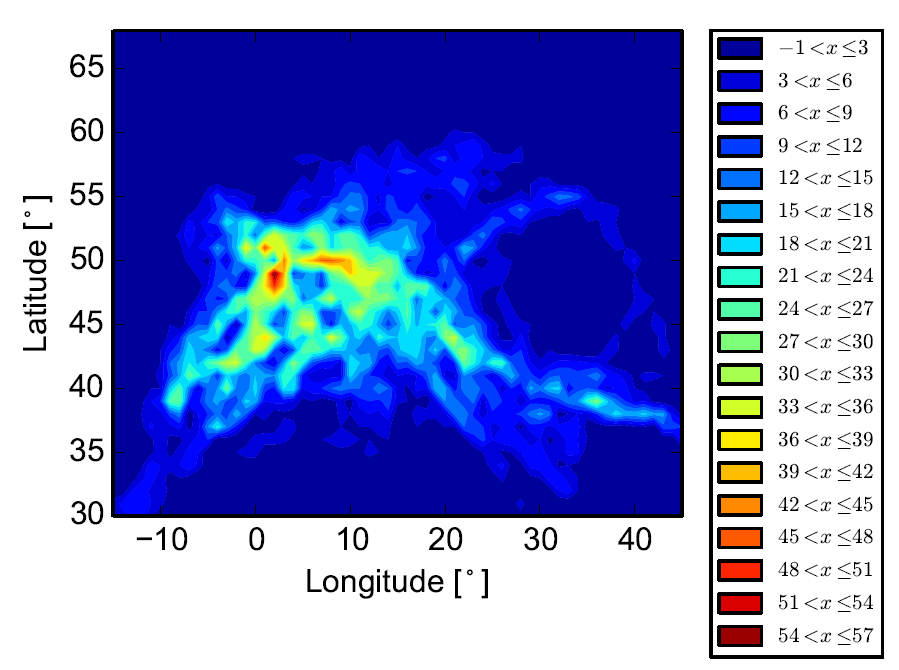 Latitude [°]
65
60
55
50
45
40
35
30
−10 0 10 20 30 40
Longitude [°]
−1<x≤3
3<x≤6
6<x≤9
9<x≤12
12<x≤15
15<x≤18
18<x≤21
21<x≤24
24<x≤27
27<x≤30
30<x≤33
33<x≤36
36<x≤39
39<x≤42
42<x≤45
45<x≤48
48<x≤51
51<x≤54
54<x≤57